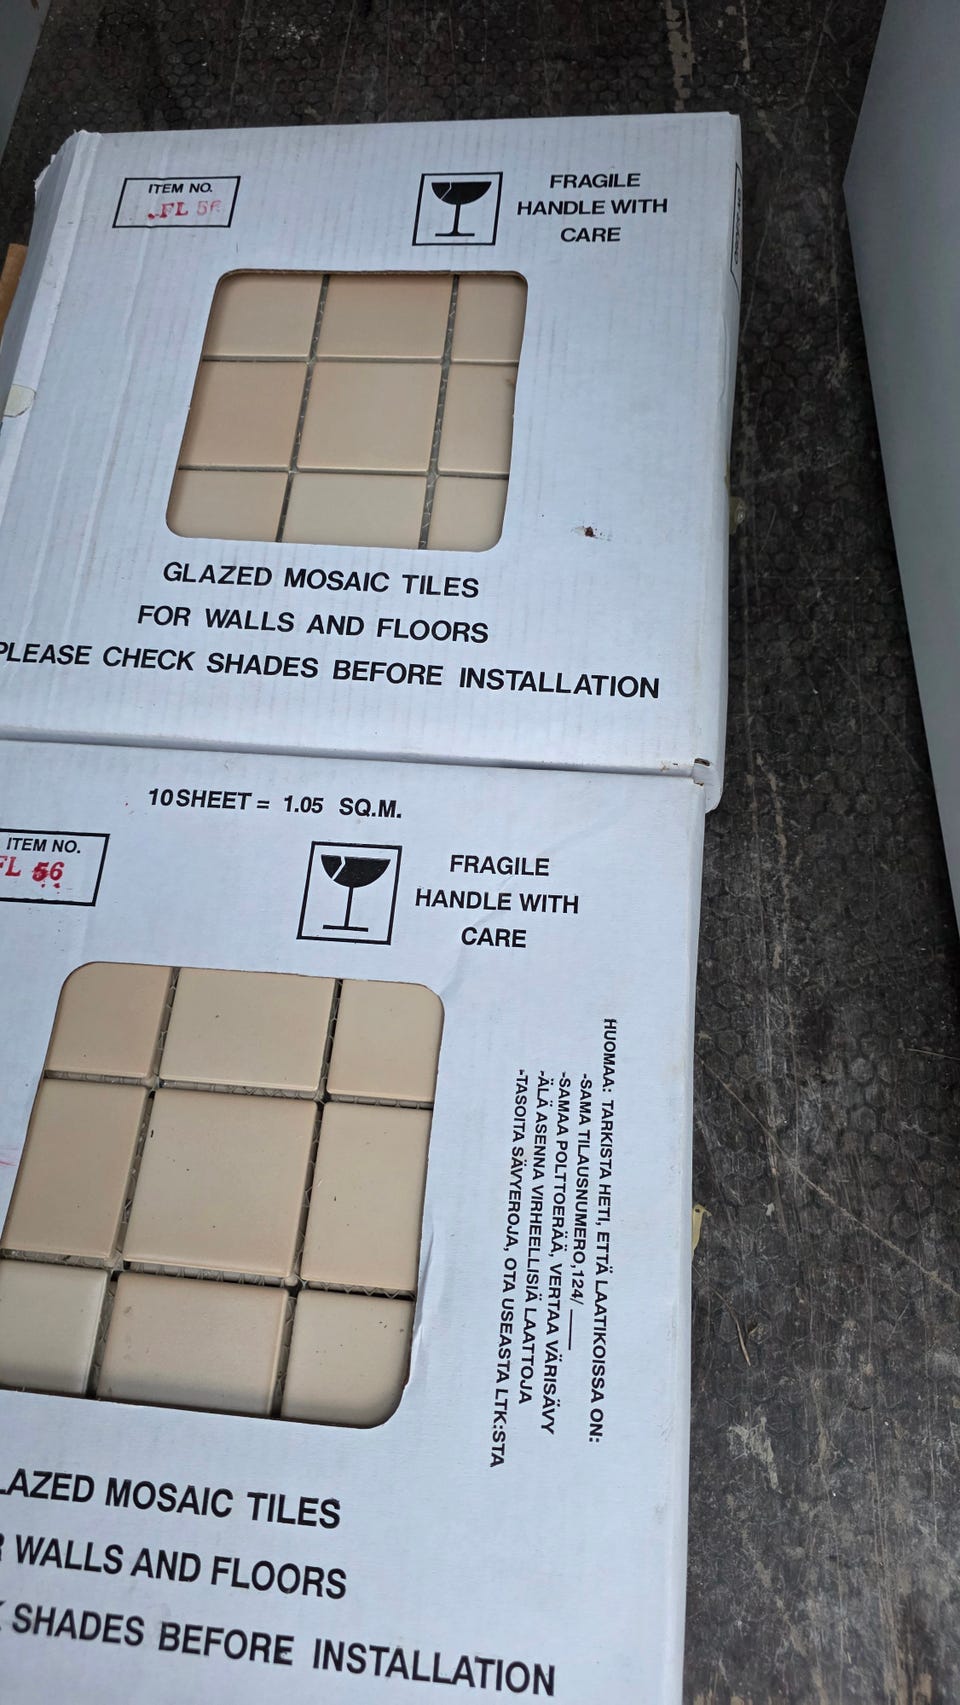 ITEM NO.
FL 56
FRAGILE
HANDLE WITH
CARE
GLAZED MOSAIC TILES
FOR WALLS AND FLOORS
PLEASE CHECK SHADES BEFORE INSTALLATION
10 SHEET = 1.05 SQ.M.
ITEM NO.
FL 56
FRAGILE
HANDLE WITH
CARE
HUOMAA: TARKISTA HETI, ETTÄ LAATIKOISSA ON:
-SAMA TILAUSNUMERO,124/____
-SAMAA POLTTOERÄÄ, VERTAA VÄRISÄVY
-ÄLÄ ASENNA VIRHEELLISIÄ LAATTOJA
-TASOITA SÄVYEROJA, OTA USEASTA LTK:STA
LAZED MOSAIC TILES
R WALLS AND FLOORS
K SHADES BEFORE INSTALLATION